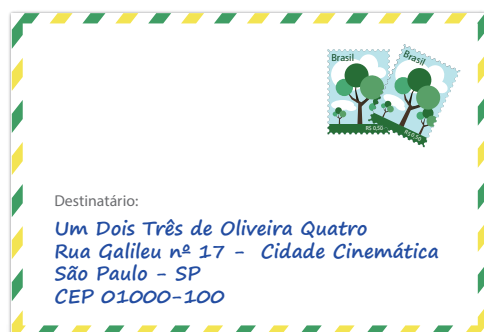 Brasil
R$ 0,50
Brasil
R$ 0,50
Destinatário:
Um Dois Três de Oliveira Quatro
Rua Galileu nº 17 - Cidade Cinemática
São Paulo - SP
CEP 01000-100